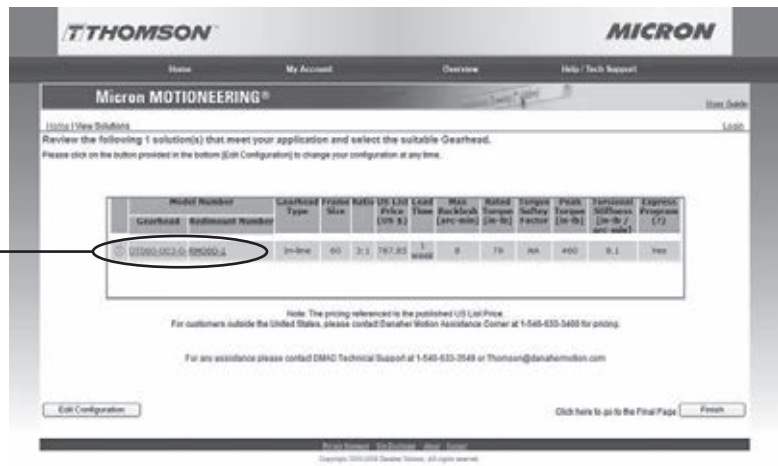 THOMSON
MICRON
Home My Account Overview Help / Tech Support
Micron MOTIONEERING®
User Guide
Home | View Solutions
Login
Review the following 1 solution(s) that meet your application and select the suitable Gearhead.
Please click on the button provided in the bottom [Edit Configuration] to change your configuration at any time.
Model Number
Gearhead Redimount Number
Gearhead Type
Frame Size
Ratio
US List Price (US $)
Lead Time
Max Backlash [arc-min]
Rated Torque [in-lb]
Torque Safety Factor
Peak Torque [in-lb]
Torsional Stiffness [in-lb / arc-min]
Express Program (?)
In-line 60 3:1 767.83 1 week 8 NA 460 Yes
Note: The pricing referenced is the published US List Price.
For customers outside the United States, please contact Danaher Motion Assistance Corner at 1-540-633-3400 for pricing.
For any assistance please contact DMAC Technical Support at 1-540-633-3549 or Thomson@danahermotion.com
Edit Configuration
Click here to go to the Final Page Finish